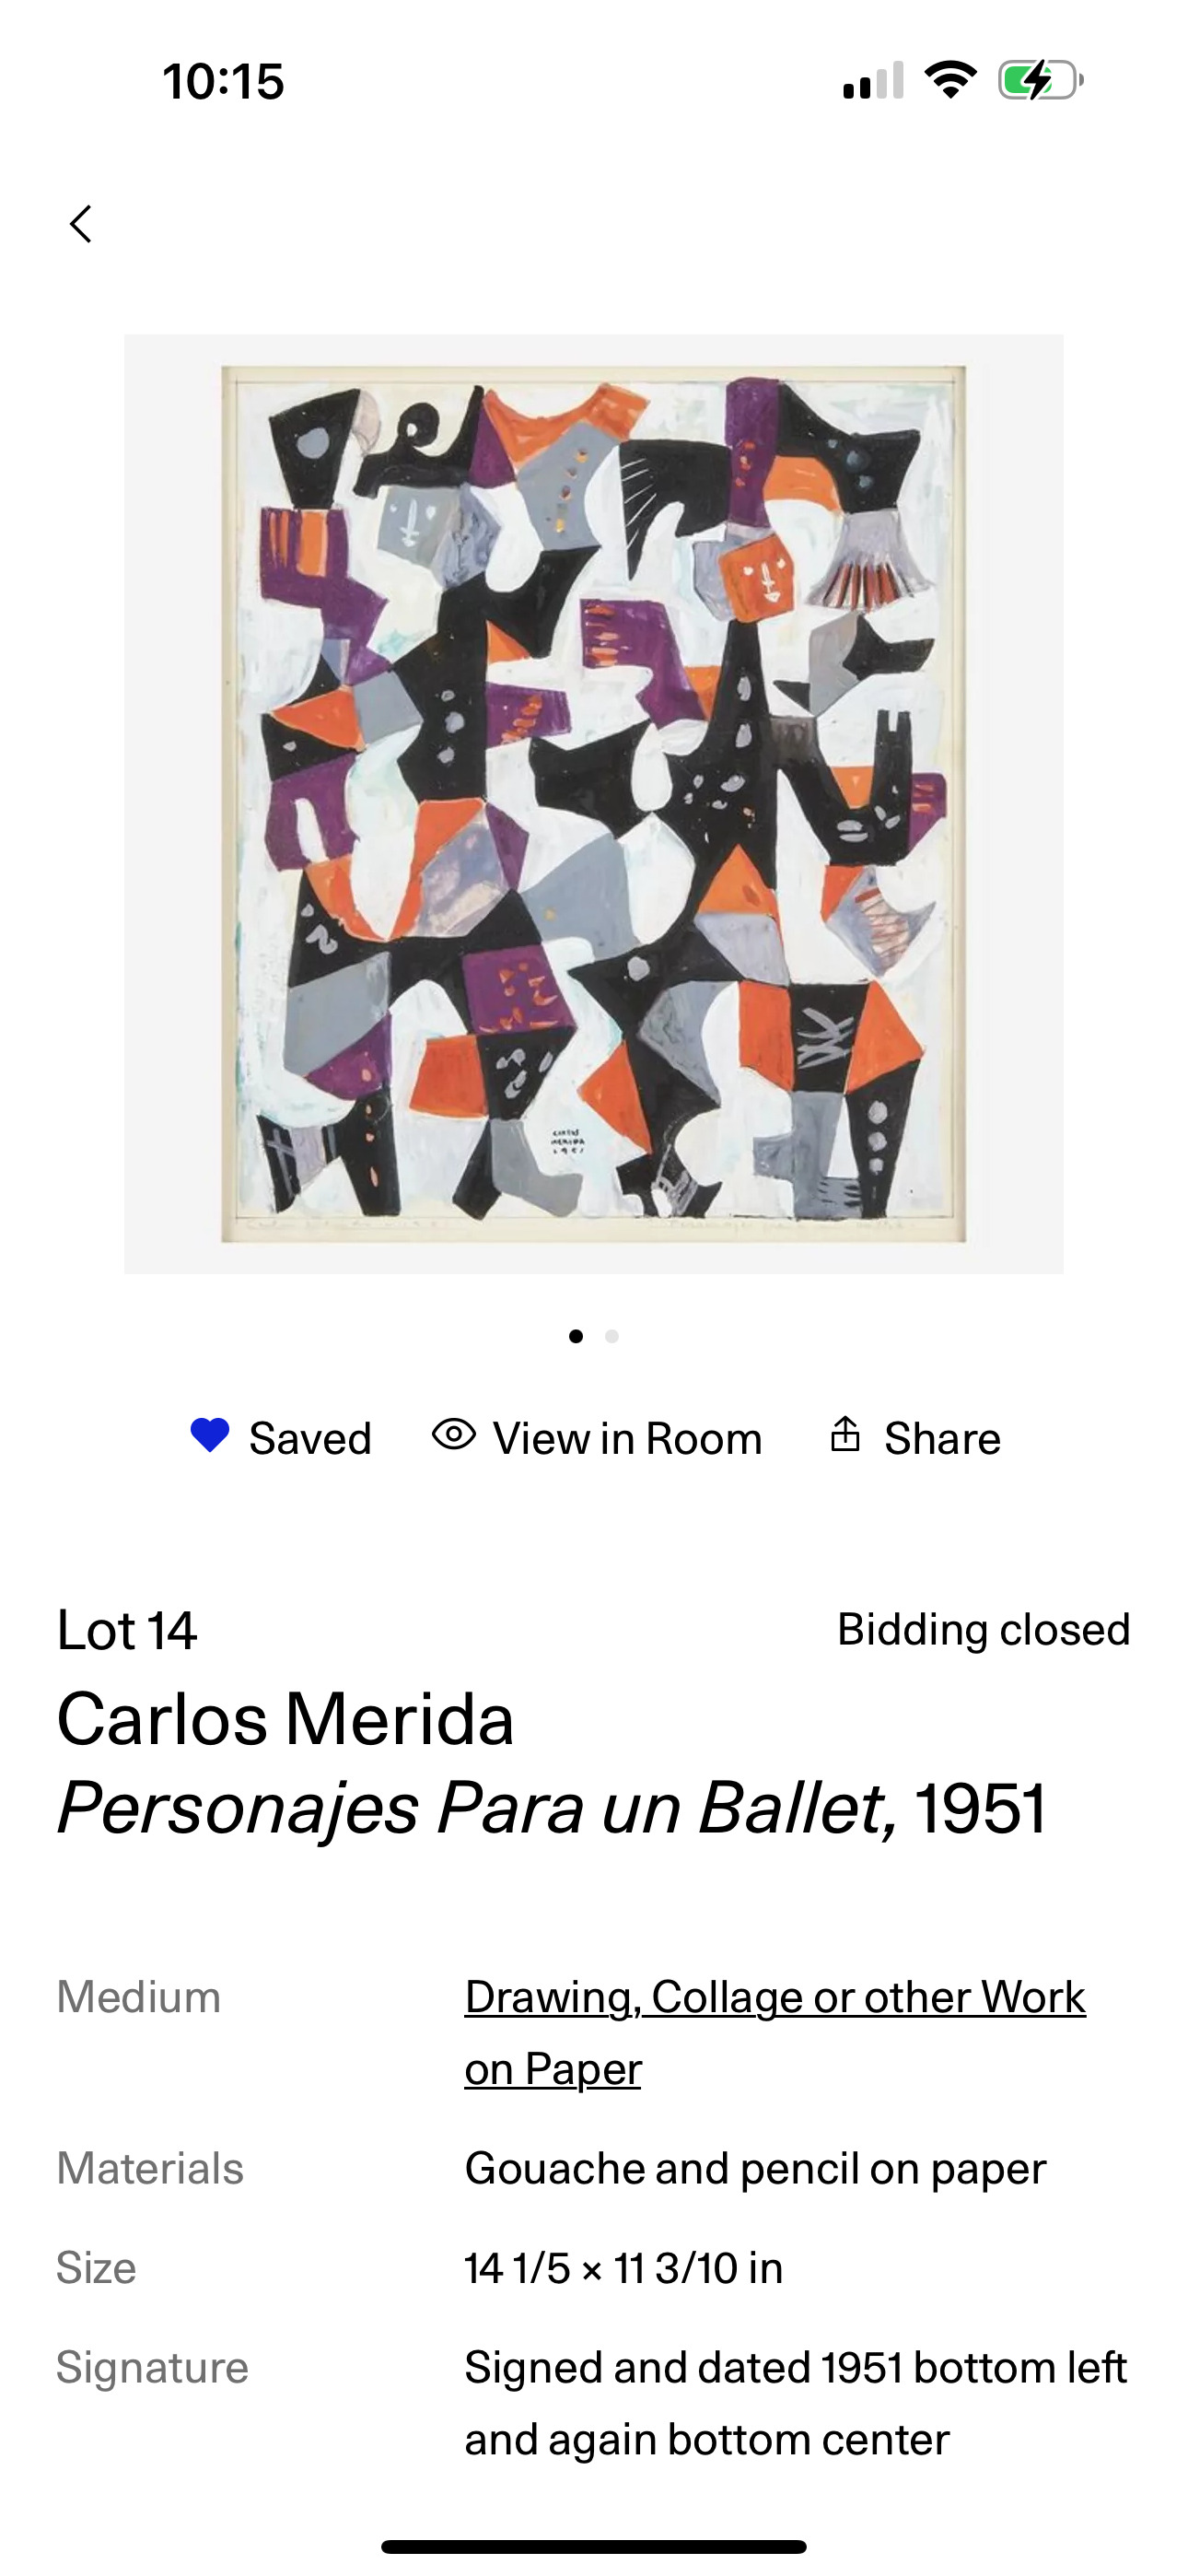 10:15
Saved
View in Room
Share
Lot 14
Bidding closed
Carlos Merida
Personajes Para un Ballet, 1951
Medium
Drawing, Collage or other Work
on Paper
Materials
Gouache and pencil on paper
Size
14 1/5 × 11 3/10 in
Signature
Signed and dated 1951 bottom left
and again bottom center